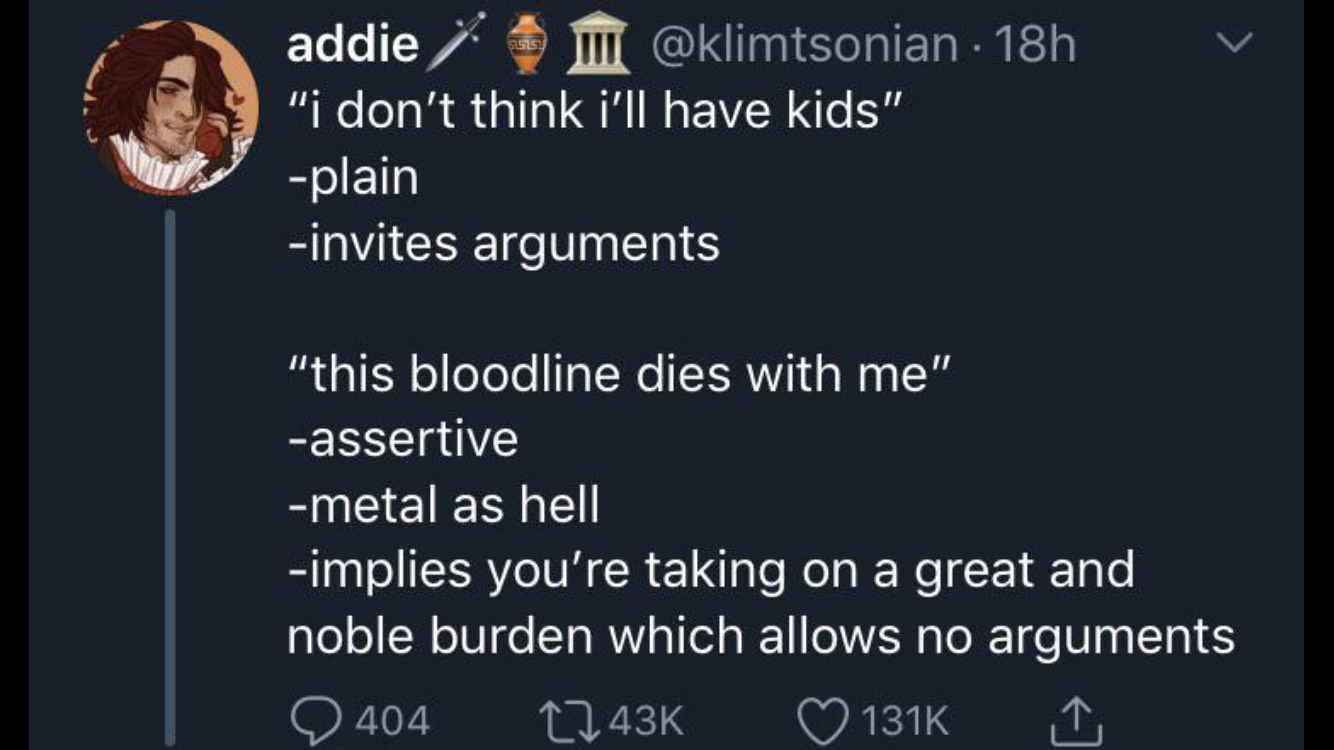 addie🗡🏺🏛 @klimtsonian · 18h
“i don’t think i’ll have kids”
-plain
-invites arguments
“this bloodline dies with me”
-assertive
-metal as hell
-implies you’re taking on a great and
noble burden which allows no arguments
404 43K 131K